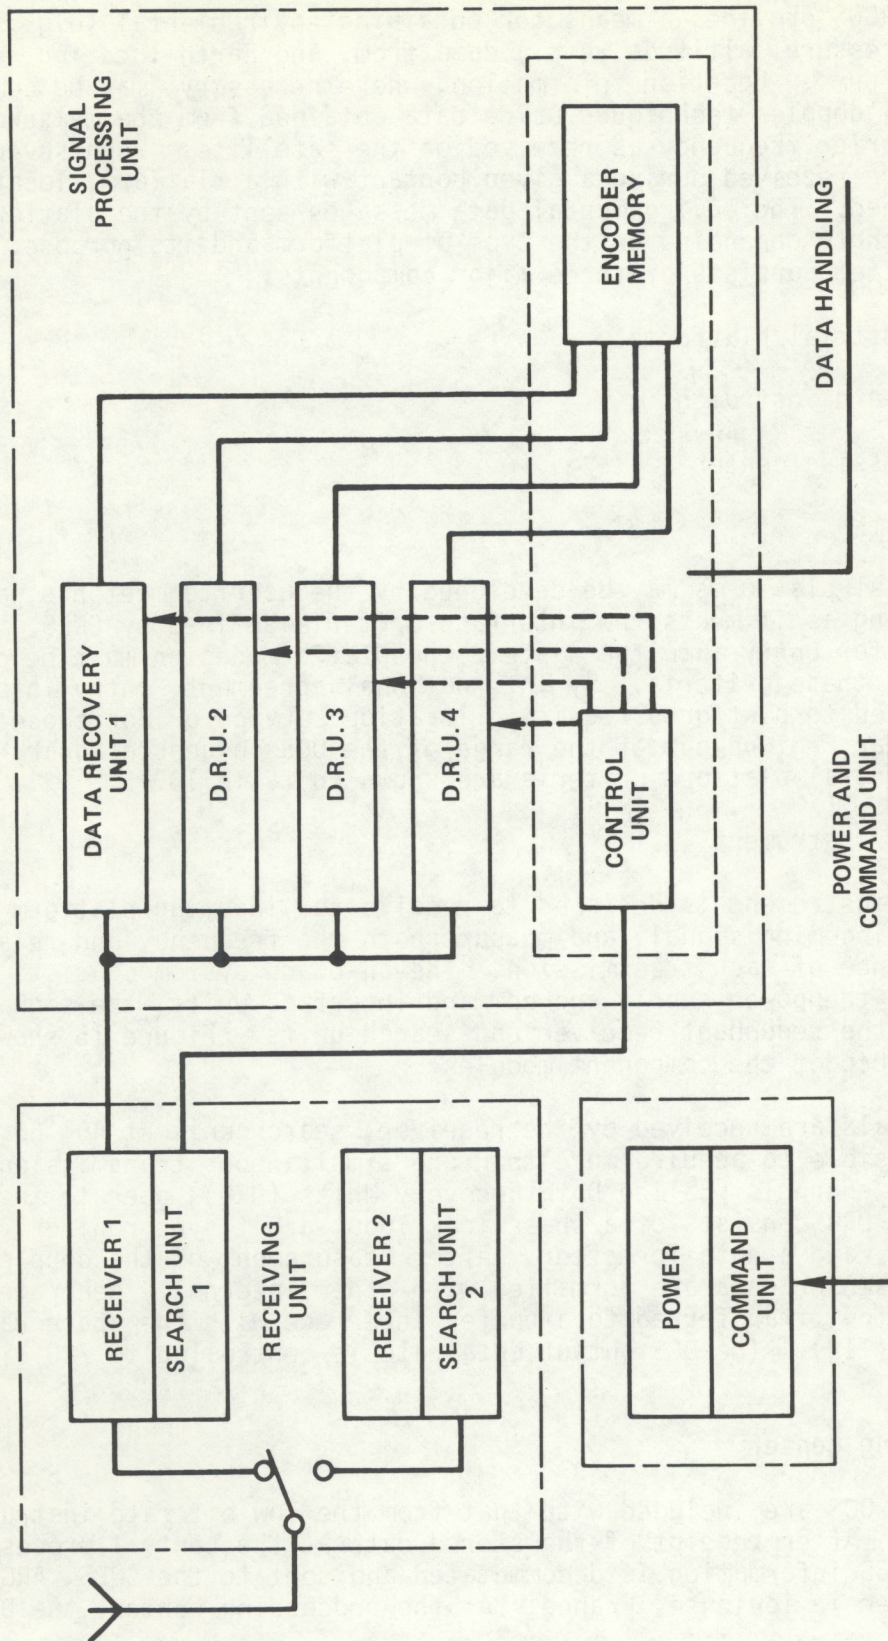 SIGNAL
PROCESSING
UNIT
DATA RECOVERY
UNIT 1
D.R.U. 2
D.R.U. 3
D.R.U. 4
ENCODER
MEMORY
CONTROL
UNIT
RECEIVER 1
SEARCH UNIT
1
RECEIVING
UNIT
RECEIVER 2
SEARCH UNIT
2
POWER
COMMAND
UNIT
POWER AND
COMMAND UNIT
DATA HANDLING